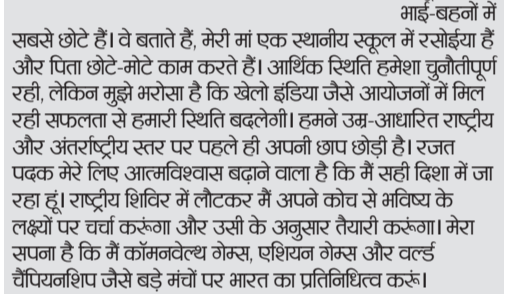 भाई-बहनों में
सबसे छोटे हैं। वे बताते हैं, मेरी मां एक स्थानीय स्कूल में रसोईया हैं
और पिता छोटे-मोटे काम करते हैं। आर्थिक स्थिति हमेशा चुनौतीपूर्ण
रही, लेकिन मुझे भरोसा है कि खेलो इंडिया जैसे आयोजनों में मिल
रही सफलता से हमारी स्थिति बदलेगी। हमने उम्र-आधारित राष्ट्रीय
और अंतर्राष्ट्रीय स्तर पर पहले ही अपनी छाप छोड़ी है। रजत
पदक मेरे लिए आत्मविश्वास बढ़ाने वाला है कि मैं सही दिशा में जा
रहा हूं। राष्ट्रीय शिविर में लौटकर मैं अपने कोच से भविष्य के
लक्ष्यों पर चर्चा करूंगा और उसी के अनुसार तैयारी करूंगा। मेरा
सपना है कि मैं कॉमनवेल्थ गेम्स, एशियन गेम्स और वर्ल्ड
चैंपियनशिप जैसे बड़े मंचों पर भारत का प्रतिनिधित्व करूं।